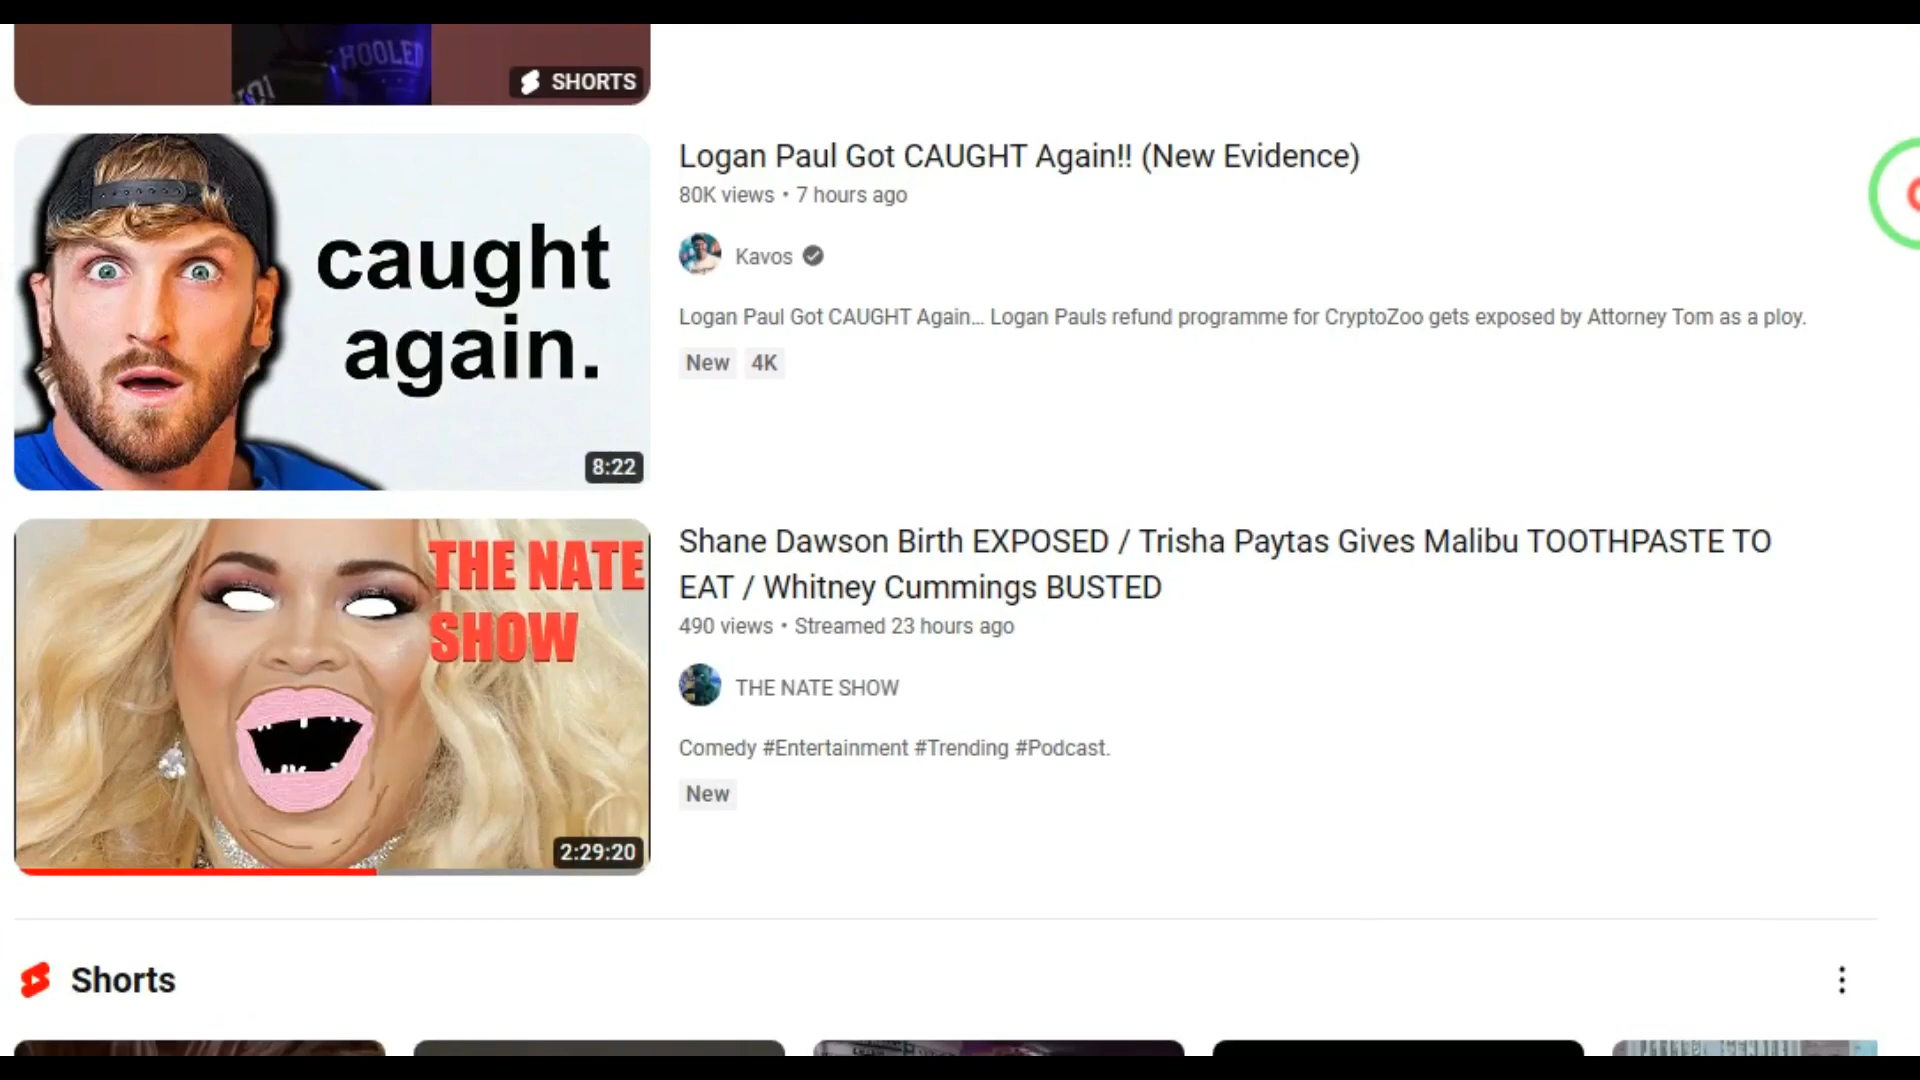 HOOLED
SHORTS
caught
again.
8:22
Logan Paul Got CAUGHT Again!! (New Evidence)
80K views • 7 hours ago
Kavos
Logan Paul Got CAUGHT Again... Logan Pauls refund programme for CryptoZoo gets exposed by Attorney Tom as a ploy.
New 4K
THE NATE
SHOW
2:29:20
Shane Dawson Birth EXPOSED / Trisha Paytas Gives Malibu TOOTHPASTE TO
EAT / Whitney Cummings BUSTED
490 views • Streamed 23 hours ago
THE NATE SHOW
Comedy #Entertainment #Trending #Podcast.
New
Shorts